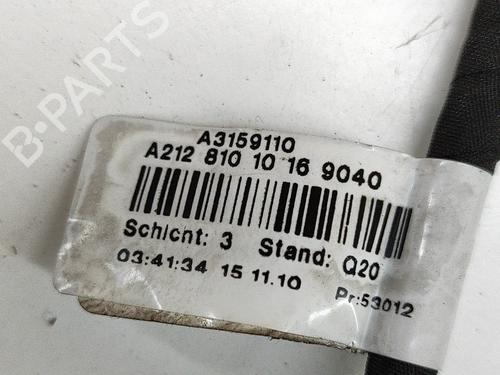 B-PARTS
A3159110
A212 810 10 16 9040
Schicht: 3 Stand: Q20
03:41:34 15 11.10 Pr:53012